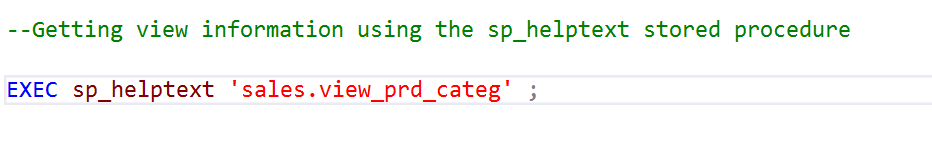 --Getting view information using the sp_helptext stored procedure
EXEC sp_helptext 'sales.view_prd_categ' ;